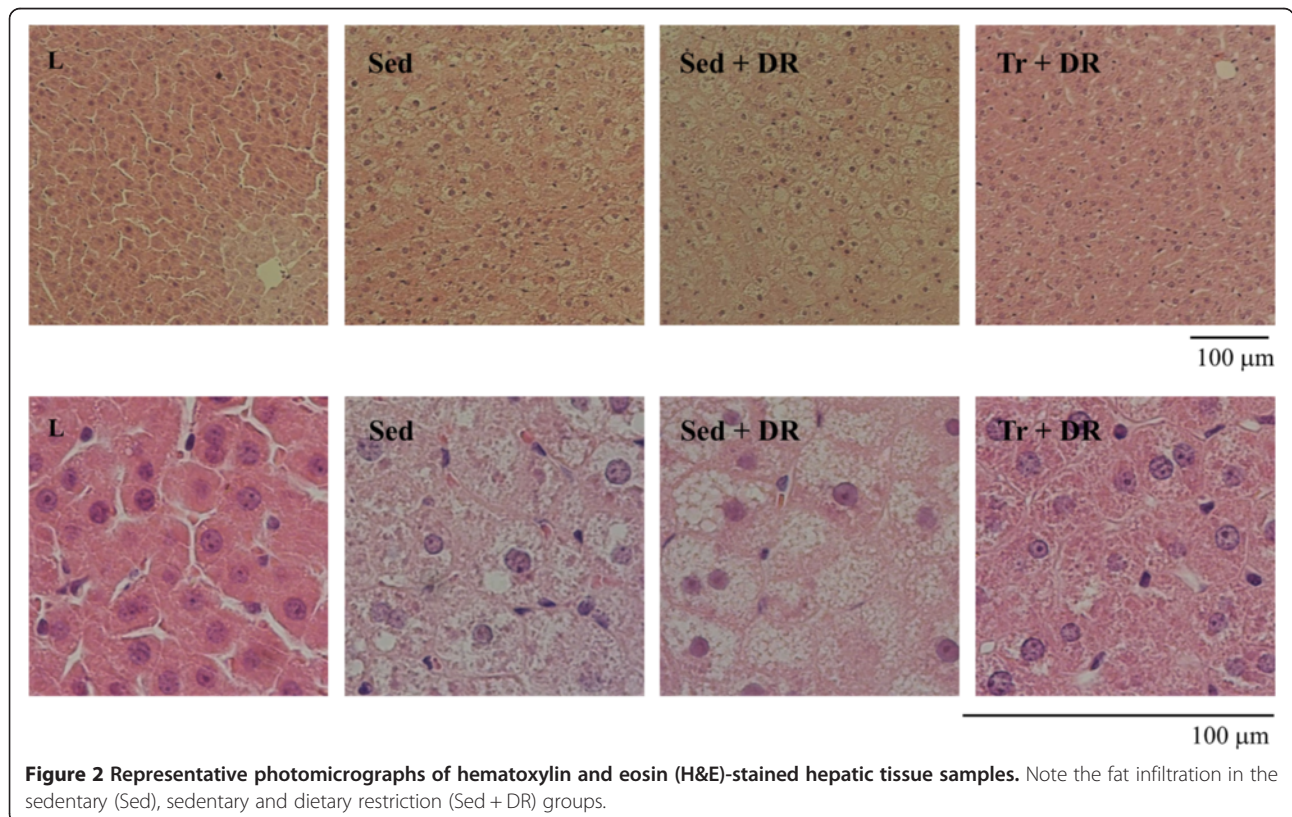 L
Sed
Sed + DR
Tr + DR
100 μm
L
Sed
Sed + DR
Tr + DR
100 μm
Figure 2 Representative photomicrographs of hematoxylin and eosin (H&E)-stained hepatic tissue samples. Note the fat infiltration in the
sedentary (Sed), sedentary and dietary restriction (Sed + DR) groups.